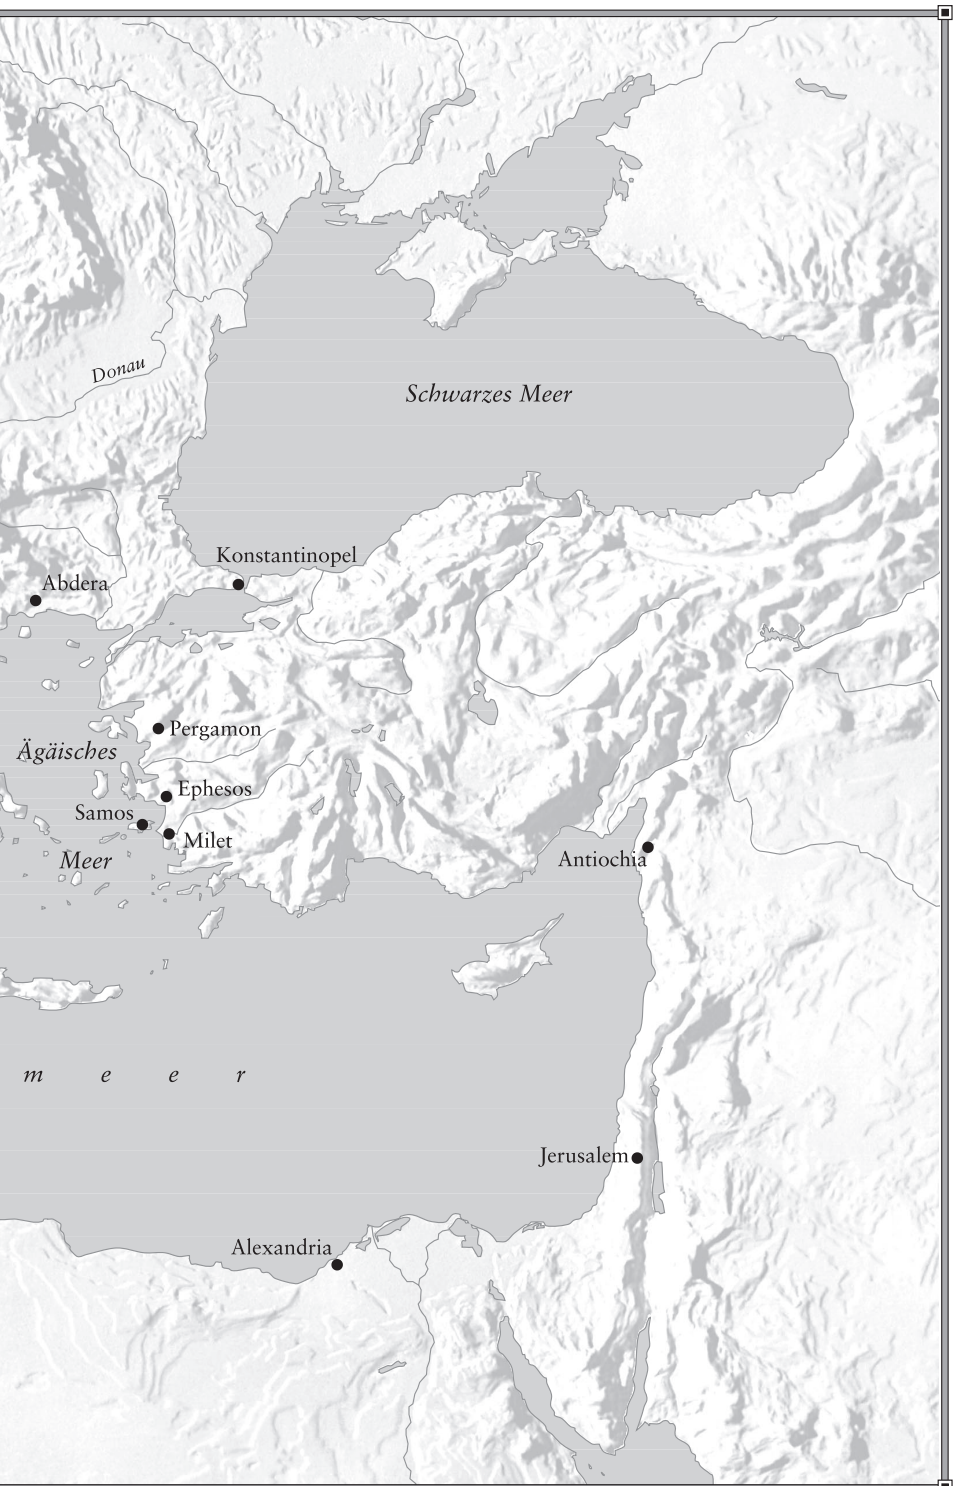 Donau
Schwarzes Meer
Konstantinopel
Abdera
Pergamon
Ägäisches
Ephesos
Samos
Milet
Meer
Antiochia
m e e r
Jerusalem
Alexandria